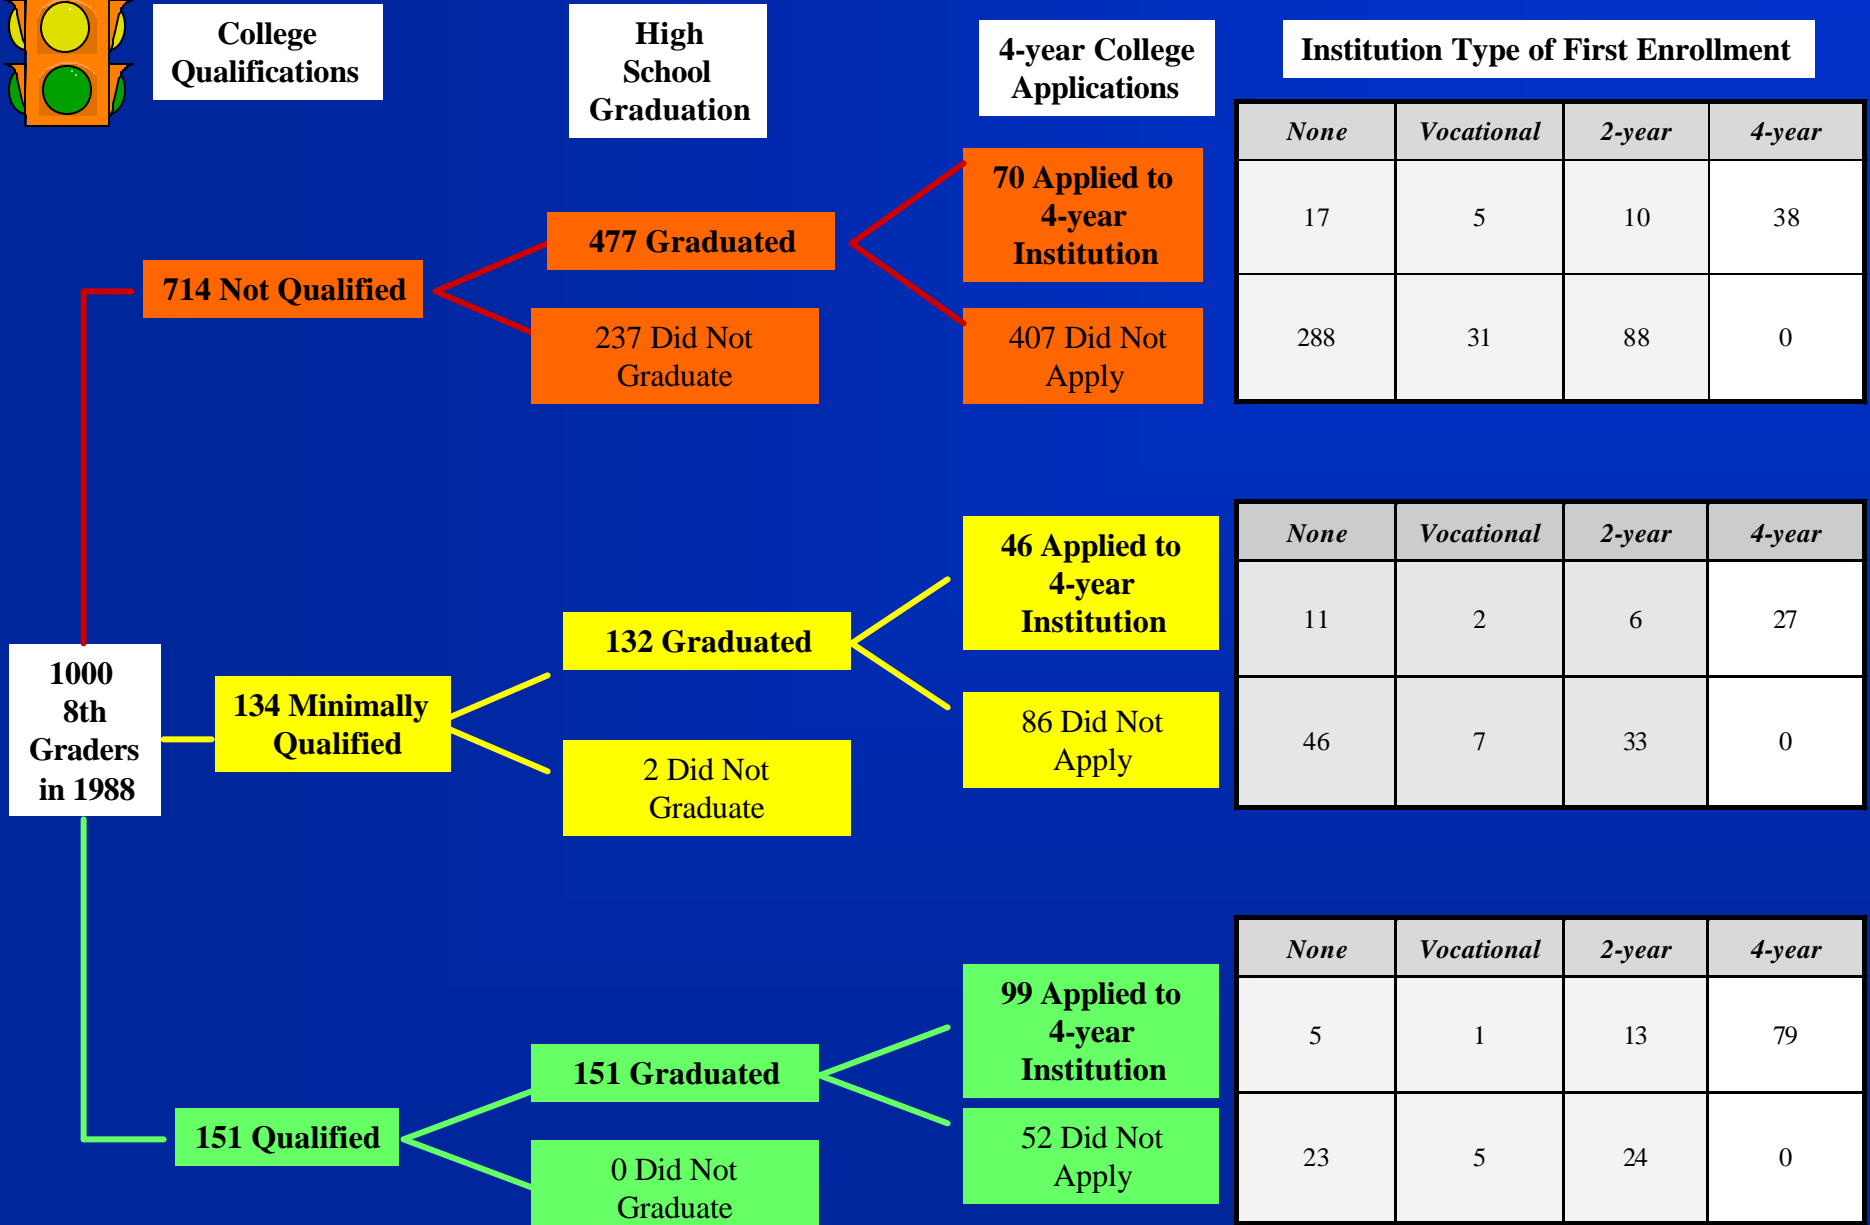 College
Qualifications
High
School
Graduation
4-year College
Applications
Institution Type of First Enrollment
None Vocational 2-year 4-year
70 Applied to
4-year
Institution
17 5 10 38
477 Graduated
714 Not Qualified
237 Did Not
Graduate
407 Did Not
Apply
288 31 88 0
None Vocational 2-year 4-year
46 Applied to
4-year
Institution
11 2 6 27
132 Graduated
1000
8th
Graders
in 1988
134 Minimally
Qualified
86 Did Not
Apply
46 7 33 0
2 Did Not
Graduate
None Vocational 2-year 4-year
99 Applied to
4-year
Institution
5 1 13 79
151 Graduated
151 Qualified
52 Did Not
Apply
23 5 24 0
0 Did Not
Graduate